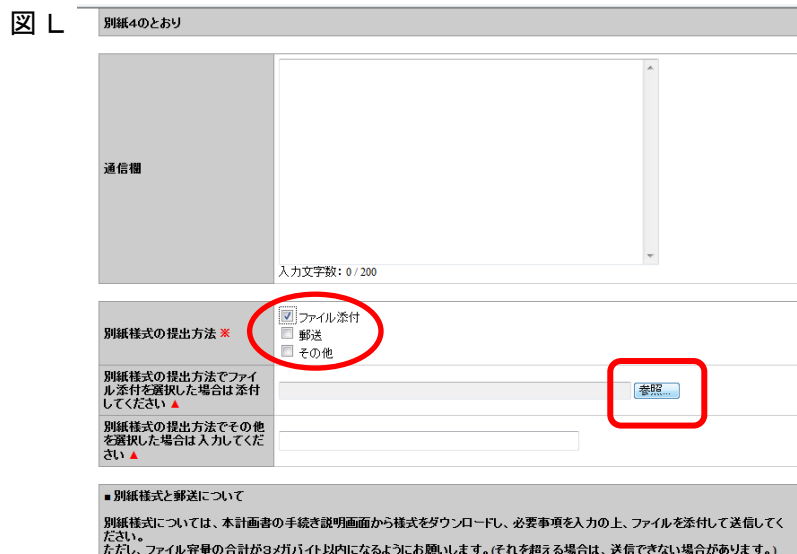 図 L
別紙4のとおり
通信欄
入力文字数: 0 / 200
別紙様式の提出方法 ※
ファイル添付
郵送
その他
別紙様式の提出方法でファイ
ル添付を選択した場合は添付
してください ▲
参照...
別紙様式の提出方法でその他
を選択した場合は入力してくだ
さい ▲
■ 別紙様式と郵送について
別紙様式については、本計画書の手続き説明画面から様式をダウンロードし、必要事項を入力の上、ファイルを添付して送信してく
ださい。
ただし、ファイル容量の合計が3メガバイト以内になるようにお願いします。(それを超える場合は、送信できない場合があります。)